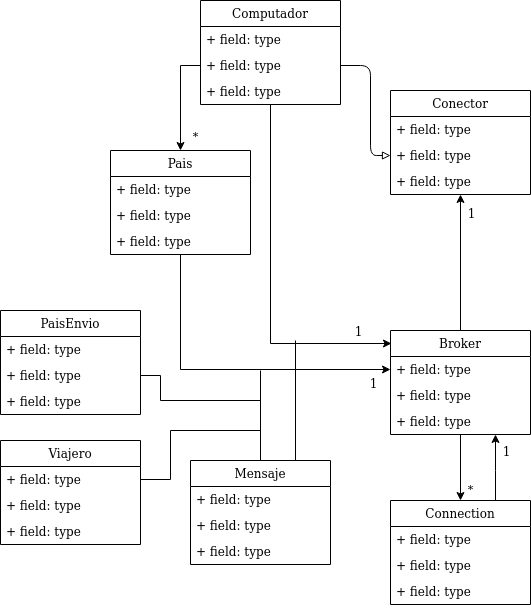 Computador
+ field: type
+ field: type
+ field: type
Conector
+ field: type
+ field: type
+ field: type
*
Pais
+ field: type
+ field: type
+ field: type
1
PaisEnvio
+ field: type
+ field: type
+ field: type
1
Broker
+ field: type
+ field: type
+ field: type
1
Viajero
+ field: type
+ field: type
+ field: type
1
Mensaje
+ field: type
+ field: type
+ field: type
*
Connection
+ field: type
+ field: type
+ field: type